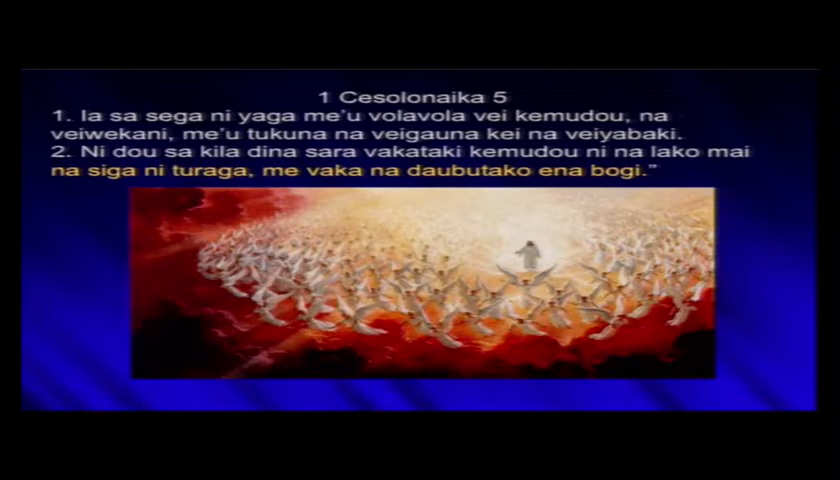 1 Cesolonaika 5
1. Ia sa sega ni yaga me'u volavola vei kemudou, na
veiwekani, me'u tukuna na veigauna kei na veiyabaki.
2. Ni dou sa kila dina sara vakataki kemudou ni na lako mai
na siga ni turaga, me vaka na daubutako ena bogi."